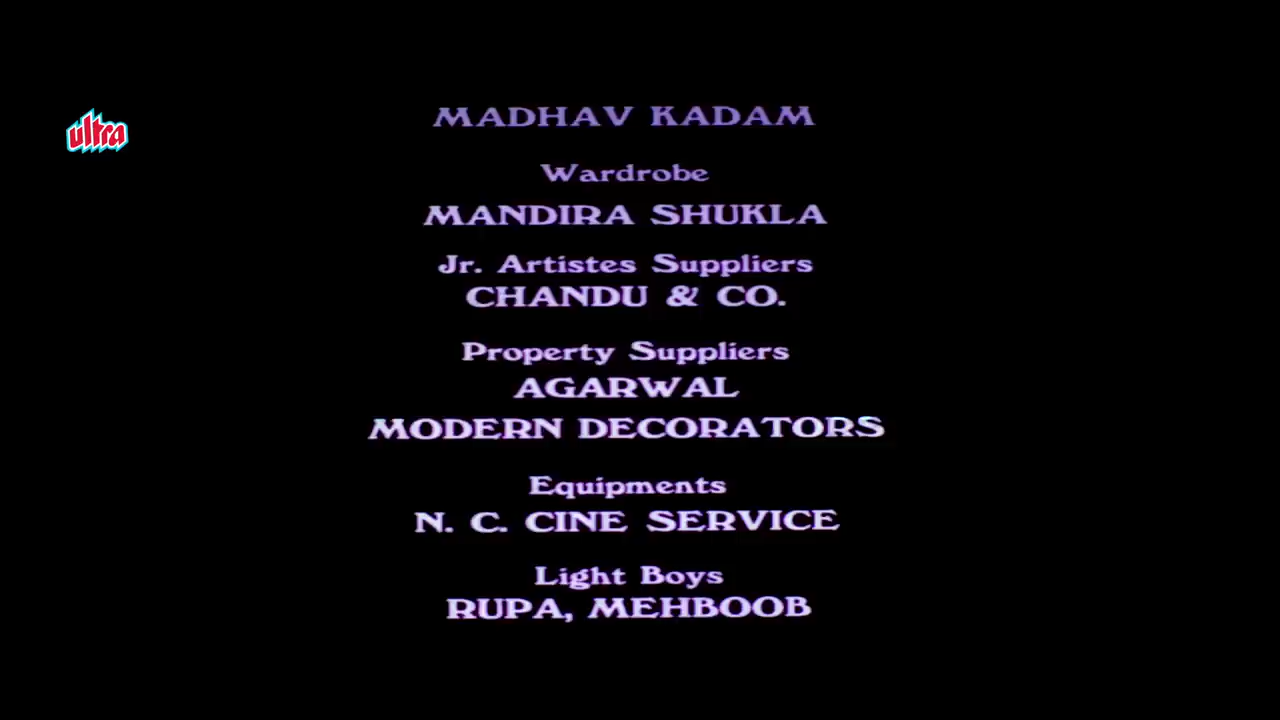 ultra
MADHAV KADAM
Wardrobe
MANDIRA SHUKLA
Jr. Artistes Suppliers
CHANDU & CO.
Property Suppliers
AGARWAL
MODERN DECORATORS
Equipments
N. C. CINE SERVICE
Light Boys
RUPA, MEHBOOB